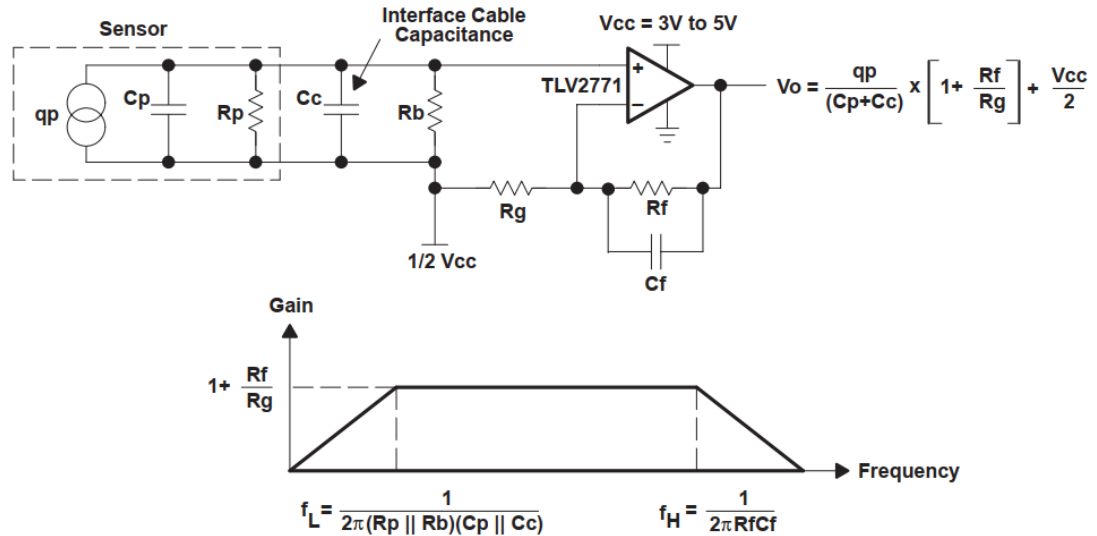 Sensor
Interface Cable
Capacitance
Vcc = 3V to 5V
qp
Cp
Rp
Cc
Rb
+
TLV2771
−
Vo = qp/(Cp+Cc) x [1+ Rf/Rg] + Vcc/2
Rg
Rf
1/2 Vcc
Cf
Gain
1+ Rf/Rg
Frequency
fL = 1/2π(Rp || Rb)(Cp || Cc)
fH = 1/2πRfCf